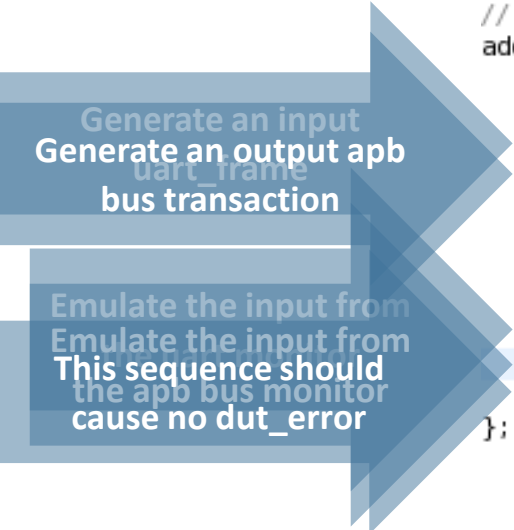 //
ad
Generate an input
uart_frame
Generate an output apb
bus transaction
Emulate the input from
Emulate the input from
the apb bus monitor
This sequence should
cause no dut_error
};